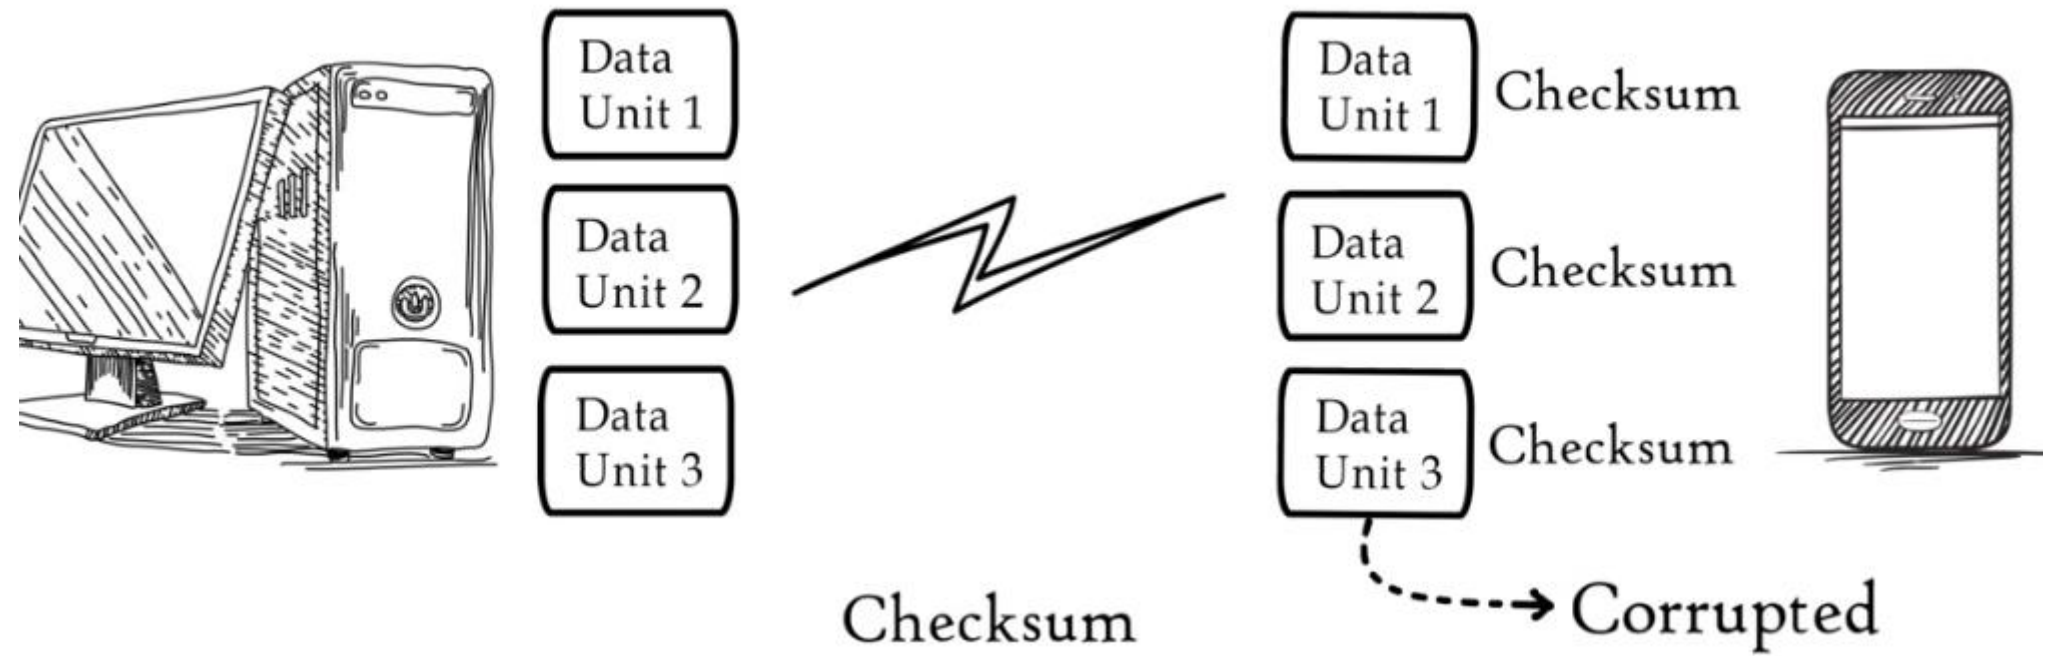 Data
Unit 1
Data
Unit 2
Data
Unit 3
Data
Unit 1
Checksum
Data
Unit 2
Checksum
Data
Unit 3
Checksum
Corrupted
Checksum